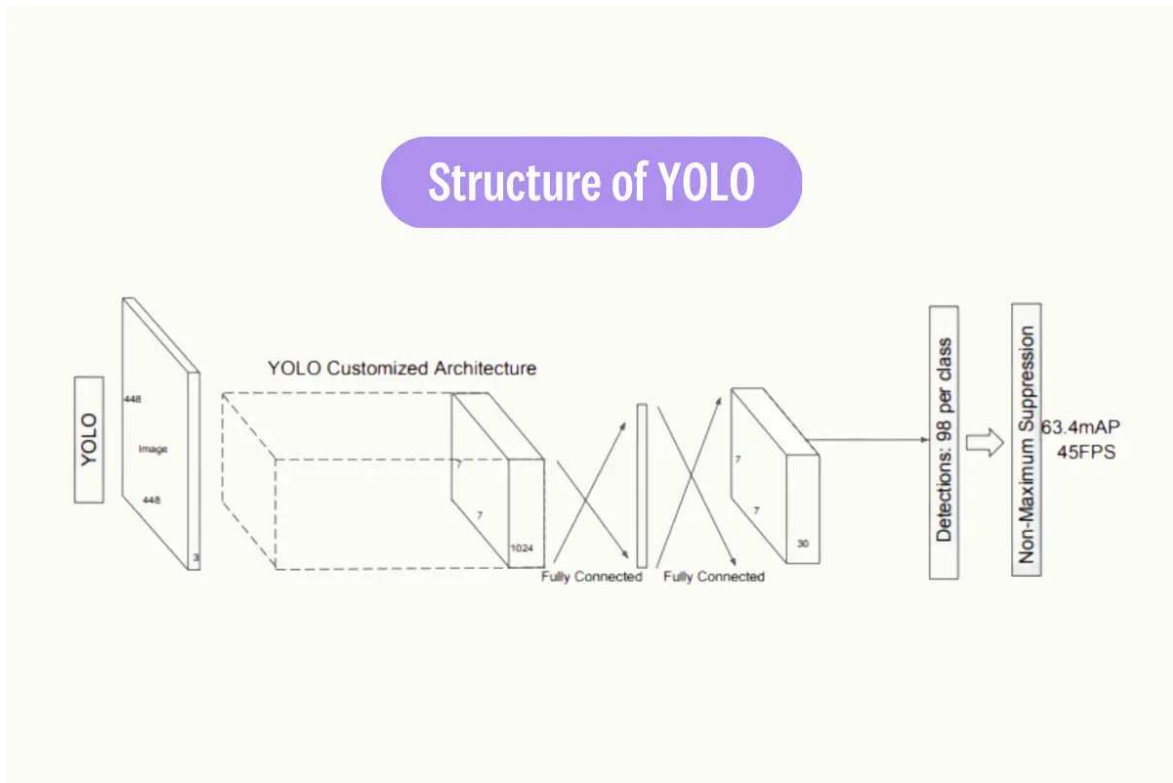 Structure of YOLO
YOLO
448
Image
448
3
YOLO Customized Architecture
7
7
1024
Fully Connected
Fully Connected
7
7
30
Detections: 98 per class
Non-Maximum Suppression
63.4mAP
45FPS